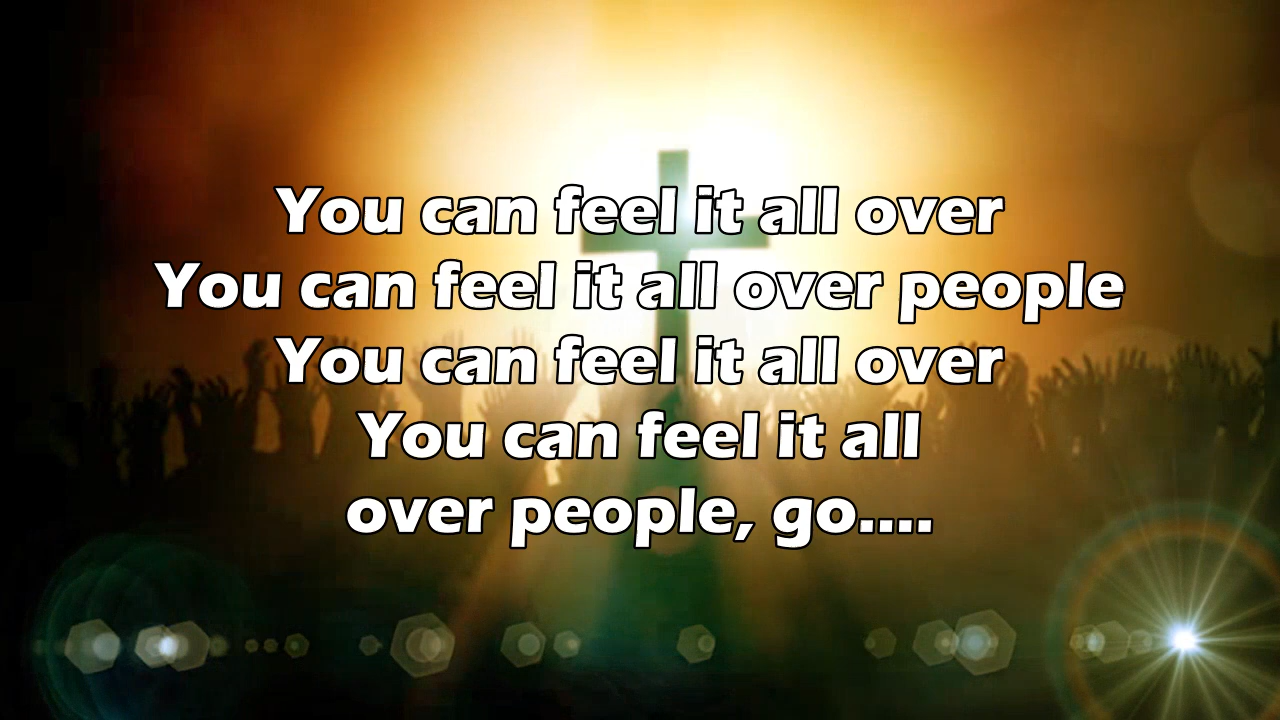 You can feel it all over
You can feel it all over people
You can feel it all over
You can feel it all
over people, go....